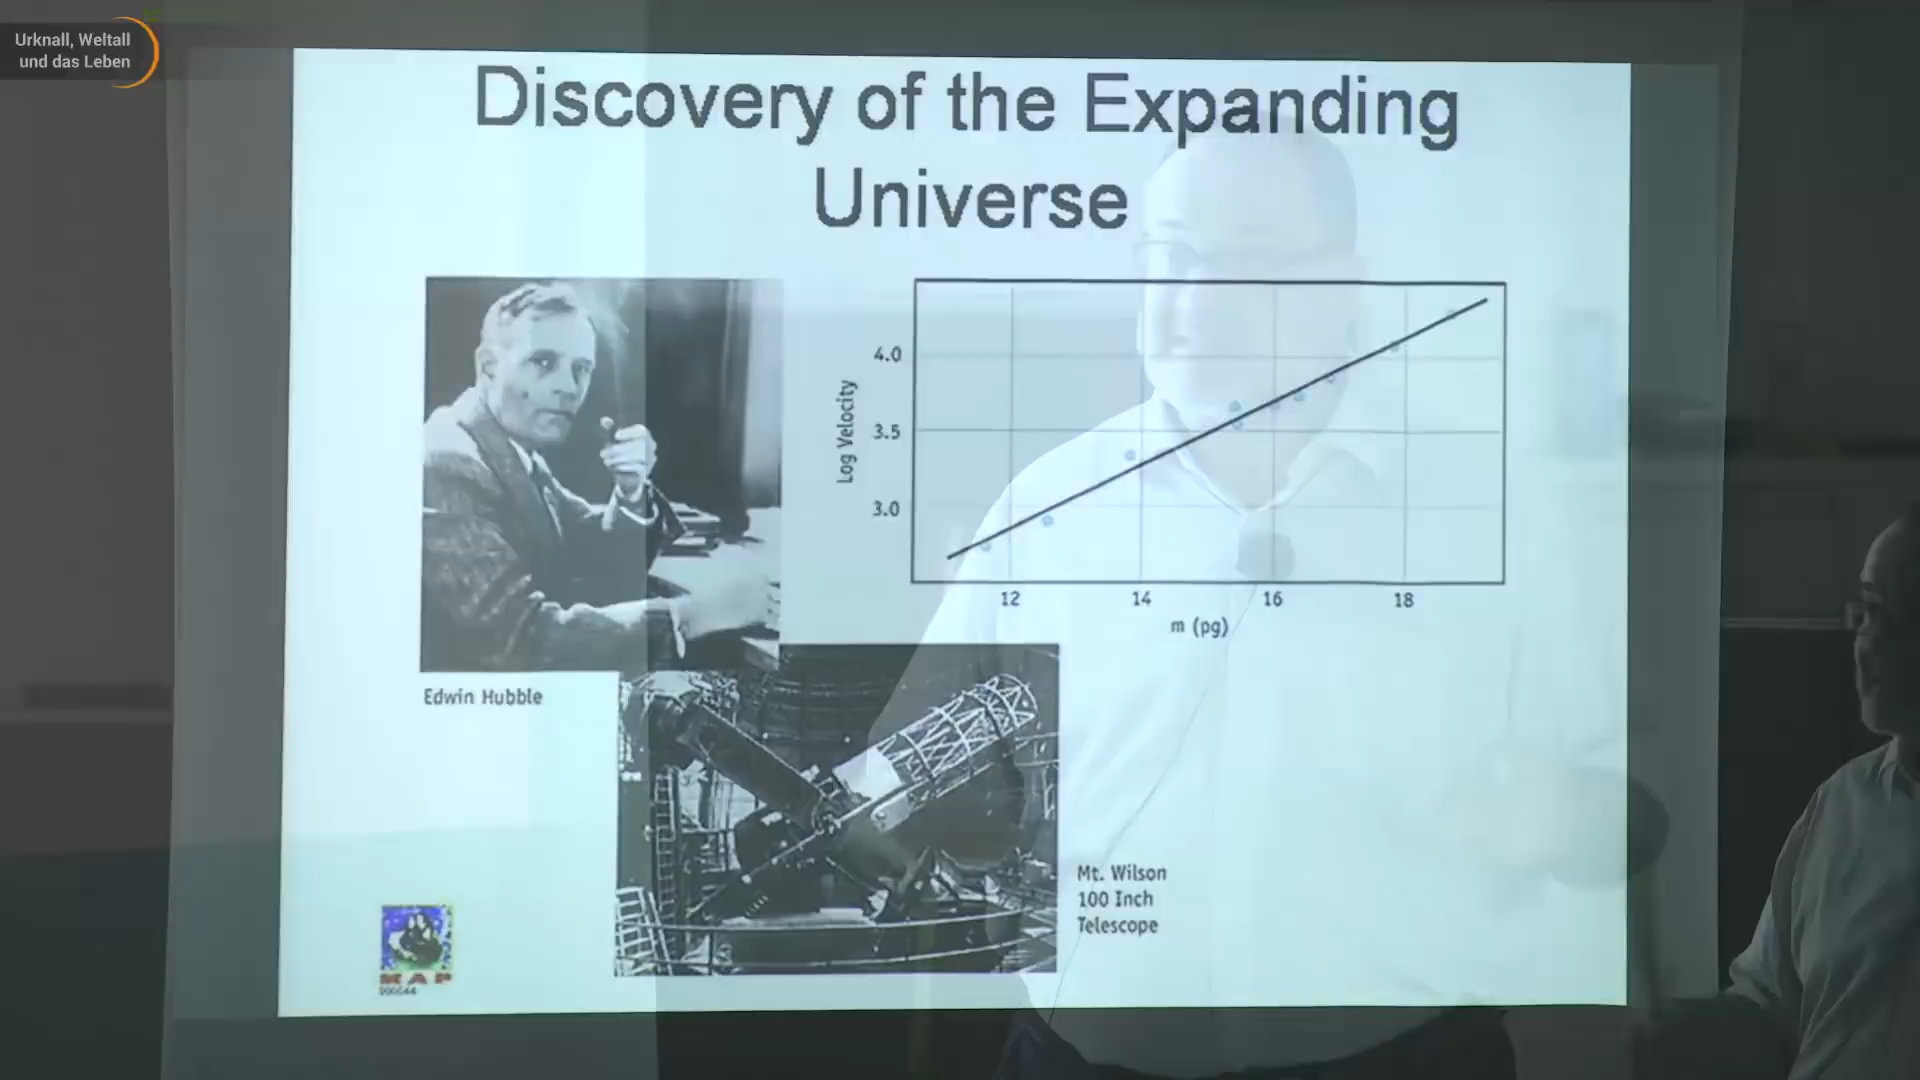 Urknall, Weltall
und das Leben
Discovery of the Expanding
Universe
4.0
3.5
3.0
Log Velocity
12 14 16 18
m (pg)
Edwin Hubble
Mt. Wilson
100 Inch
Telescope
MAP